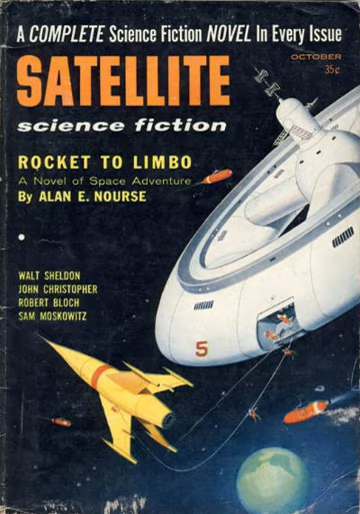 A COMPLETE Science Fiction NOVEL In Every Issue
OCTOBER
35¢
SATELLITE
science fiction
ROCKET TO LIMBO
A Novel of Space Adventure
By ALAN E. NOURSE
WALT SHELDON
JOHN CHRISTOPHER
ROBERT BLOCH
SAM MOSKOWITZ
5